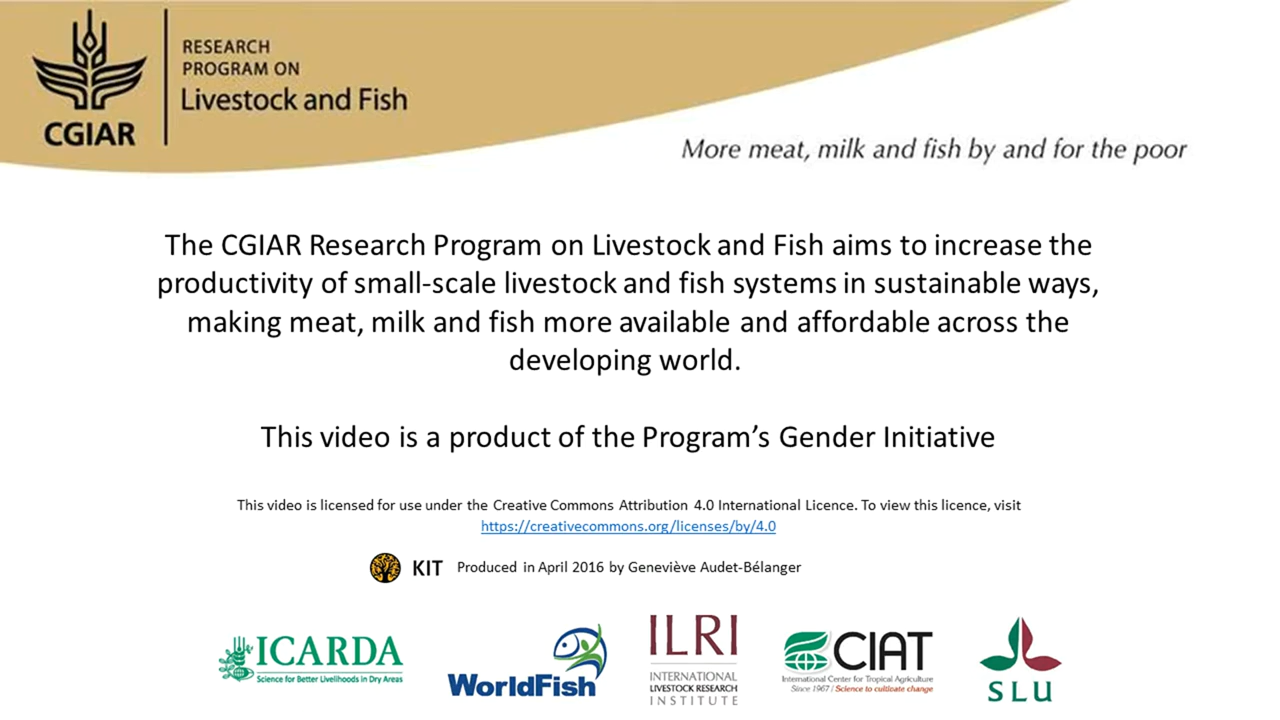 RESEARCH
PROGRAM ON
Livestock and Fish
CGIAR
More meat, milk and fish by and for the poor
The CGIAR Research Program on Livestock and Fish aims to increase the
productivity of small-scale livestock and fish systems in sustainable ways,
making meat, milk and fish more available and affordable across the
developing world.
This video is a product of the Program’s Gender Initiative
This video is licensed for use under the Creative Commons Attribution 4.0 International Licence. To view this licence, visit
https://creativecommons.org/licenses/by/4.0
KIT Produced in April 2016 by Geneviève Audet-Bélanger
ICARDA
Science for Better Livelihoods in Dry Areas
WorldFish
ILRI
INTERNATIONAL
LIVESTOCK RESEARCH
INSTITUTE
CIAT
International Center for Tropical Agriculture
Since 1967 / Science to cultivate change
SLU